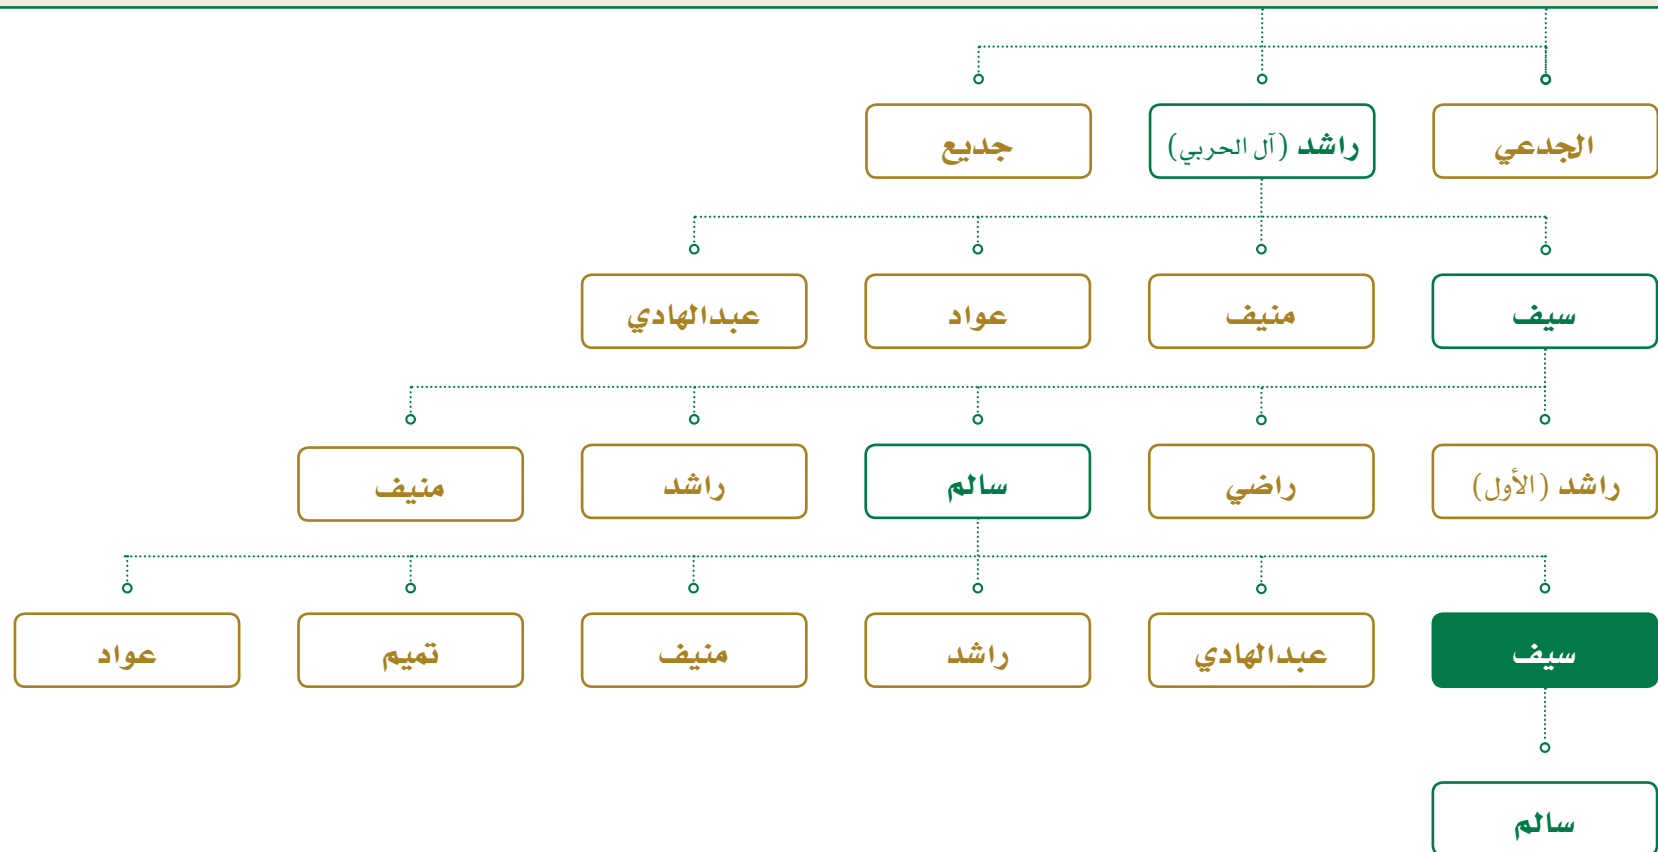 الجدعي
راشد (آل الحربي)
جديع
سيف
منيف
عواد
عبدالهادي
راشد (الأول)
راضي
سالم
راشد
منيف
سيف
عبدالهادي
راشد
منيف
تميم
عواد
سالم